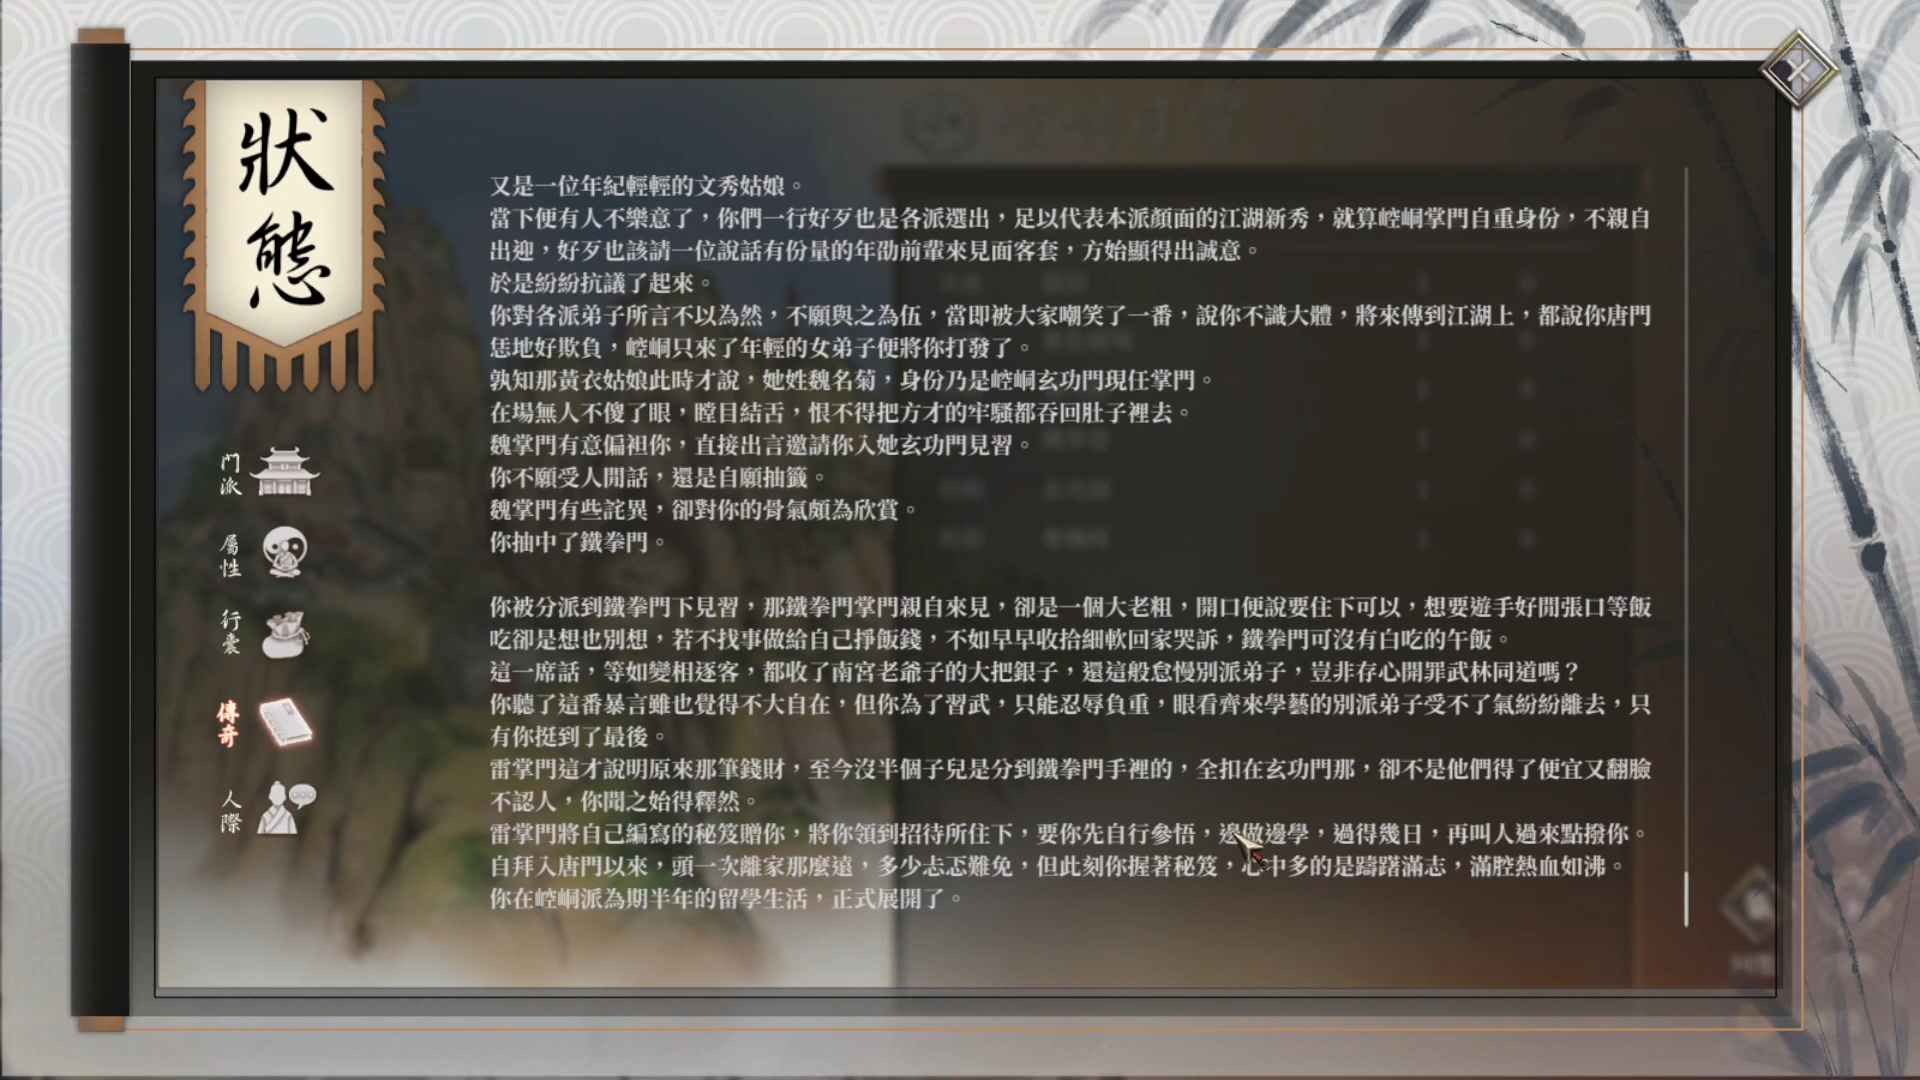 狀態
又是一位年紀輕輕的文秀姑娘。
當下便有人不樂意了，你們一行好歹也是各派選出，足以代表本派顏面的江湖新秀，就算崆峒掌門自重身份，不親自
出迎，好歹也該請一位說話有份量的年劭前輩來見面客套，方始顯得出誠意。
於是紛紛抗議了起來。
你對各派弟子所言不以為然，不願與之為伍，當即被大家嘲笑了一番，說你不識大體，將來傳到江湖上，都說你唐門
恁地好欺負，崆峒只來了年輕的女弟子便將你打發了。
孰知那黃衣姑娘此時才說，她姓魏名菊，身份乃是崆峒玄功門現任掌門。
在場無人不傻了眼，瞠目結舌，恨不得把方才的牢騷都吞回肚子裡去。
魏掌門有意偏袒你，直接出言邀請你入她玄功門見習。
你不願受人閒話，還是自願抽籤。
魏掌門有些詫異，卻對你的骨氣頗為欣賞。
你抽中了鐵拳門。
你被分派到鐵拳門下見習，那鐵拳門掌門親自來見，卻是一個大老粗，開口便說要住下可以，想要遊手好閒張口等飯
吃卻是想也別想，若不找事做給自己掙飯錢，不如早早收拾細軟回家哭訴，鐵拳門可沒有白吃的午飯。
這一席話，等如變相逐客，都收了南宮老爺子的大把銀子，還這般怠慢別派弟子，豈非存心開罪武林同道嗎？
你聽了這番暴言雖也覺得不大自在，但你為了習武，只能忍辱負重，眼看齊來學藝的別派弟子受不了氣紛紛離去，只
有你挺到了最後。
雷掌門這才說明原來那筆錢財，至今沒半個子兒是分到鐵拳門手裡的，全扣在玄功門那，卻不是他們得了便宜又翻臉
不認人，你聞之始得釋然。
雷掌門將自己編寫的秘笈贈你，將你領到招待所住下，要你先自行參悟，邊做邊學，過得幾日，再叫人過來點撥你。
自拜入唐門以來，頭一次離家那麼遠，多少忐忑難免，但此刻你握著秘笈，心中多的是躊躇滿志，滿腔熱血如沸。
你在崆峒派為期半年的留學生活，正式展開了。
門派
屬性
行囊
傳奇
人際